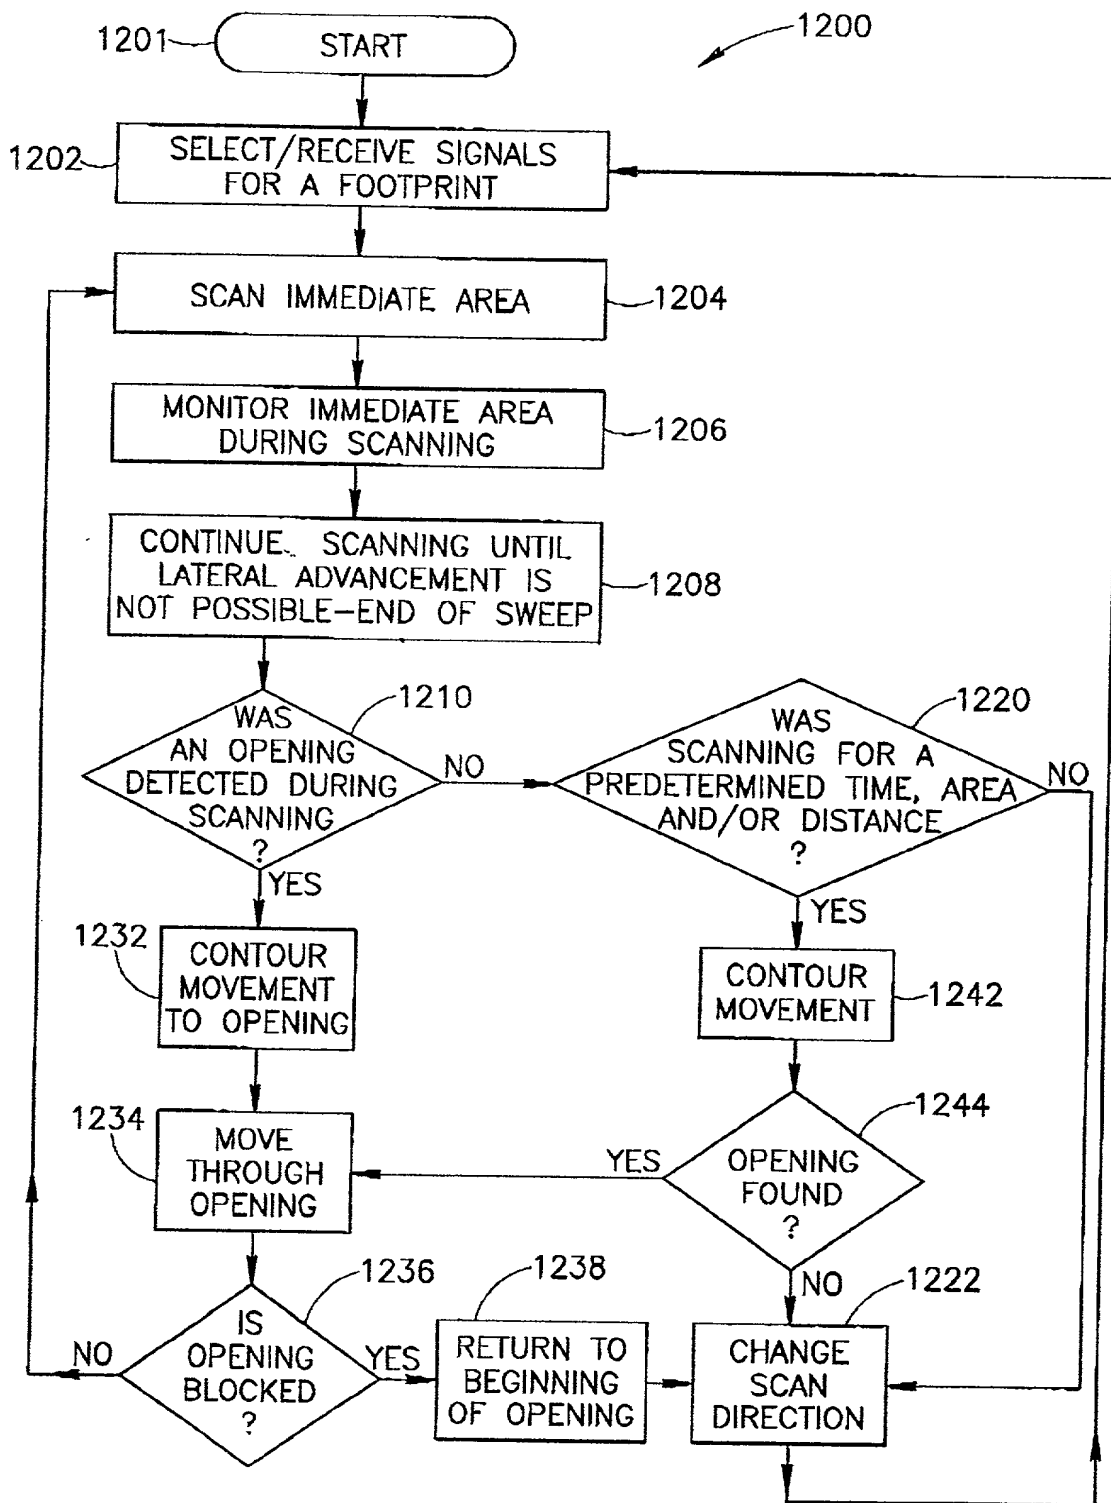 1201
START
1200
1202
SELECT/RECEIVE SIGNALS
FOR A FOOTPRINT
SCAN IMMEDIATE AREA
1204
MONITOR IMMEDIATE AREA
DURING SCANNING
1206
CONTINUE SCANNING UNTIL
LATERAL ADVANCEMENT IS
NOT POSSIBLE-END OF SWEEP
1208
1210
WAS
AN OPENING
DETECTED DURING
SCANNING
?
NO
YES
1220
WAS
SCANNING FOR A
PREDETERMINED TIME, AREA
AND/OR DISTANCE
?
NO
YES
1232
CONTOUR
MOVEMENT
TO OPENING
CONTOUR
MOVEMENT
1242
1234
MOVE
THROUGH
OPENING
1244
OPENING
FOUND
?
YES
NO
1236
IS
OPENING
BLOCKED
?
NO
YES
1238
RETURN TO
BEGINNING
OF OPENING
1222
CHANGE
SCAN
DIRECTION